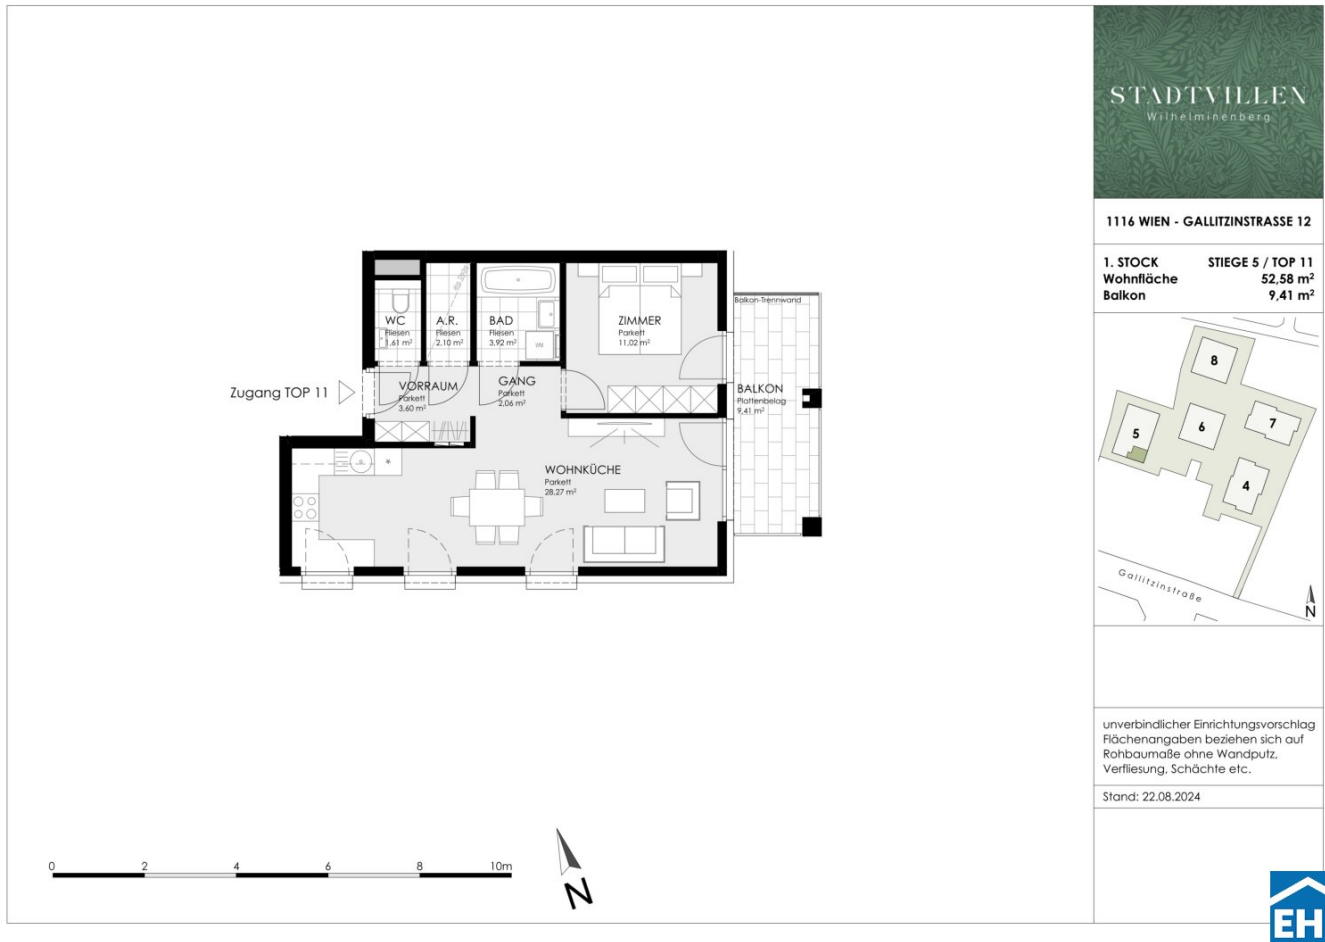 STADTVILLEN
Wilhelminenberg
1116 WIEN - GALLITZINSTRASSE 12
1. STOCK STIEGE 5 / TOP 11
Wohnfläche 52,58 m²
Balkon 9,41 m²
8
7
6
5
4
Gallitzinstraße
N
unverbindlicher Einrichtungsvorschlag
Flächenangaben beziehen sich auf
Rohbaumaße ohne Wandputz,
Verfliesung, Schächte etc.
Stand: 22.08.2024
EH
Balkon-Trennwand
WC
Fliesen
1.61 m²
A.R.
Fliesen
2.10 m²
BAD
Fliesen
3.92 m²
WM
ZIMMER
Parkett
11.02 m²
Zugang TOP 11
VORRAUM
Parkett
3.60 m²
GANG
Parkett
2,06 m²
BALKON
Plattenbelag
9,41 m²
WOHNKÜCHE
Parkett
28,27 m²
0 2 4 6 8 10m
N